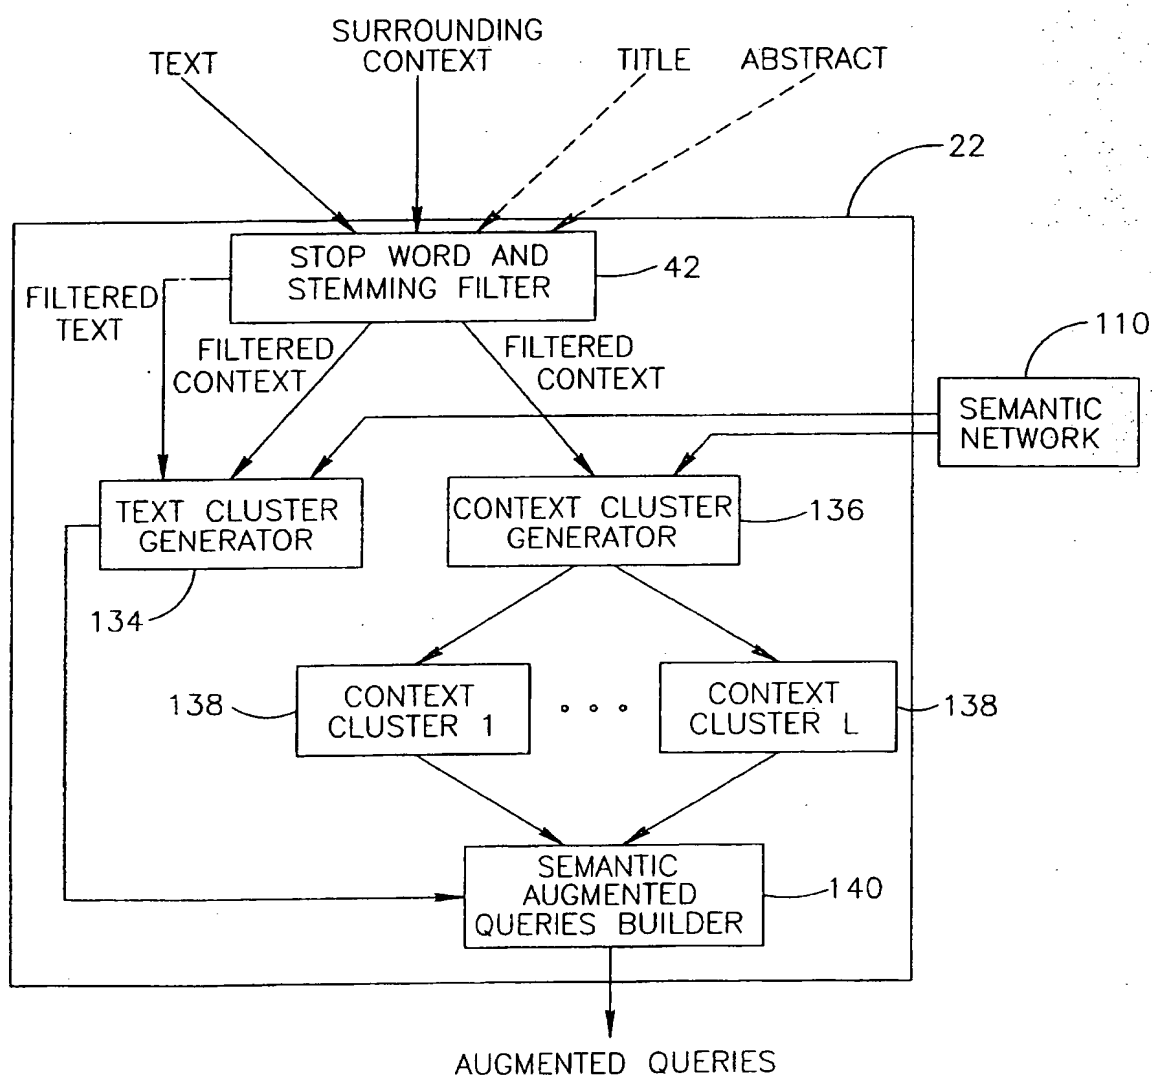 SURROUNDING
CONTEXT
TEXT
TITLE
ABSTRACT
22
STOP WORD AND
STEMMING FILTER
42
FILTERED
TEXT
FILTERED
CONTEXT
FILTERED
CONTEXT
110
SEMANTIC
NETWORK
TEXT CLUSTER
GENERATOR
134
CONTEXT CLUSTER
GENERATOR
136
138
CONTEXT
CLUSTER 1
CONTEXT
CLUSTER L
138
SEMANTIC
AUGMENTED
QUERIES BUILDER
140
AUGMENTED QUERIES